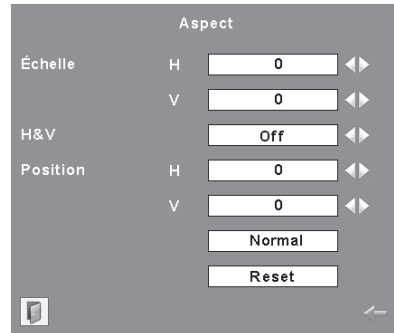 Aspect
Échelle H 0
V 0
H&V Off
Position H 0
V 0
Normal
Reset